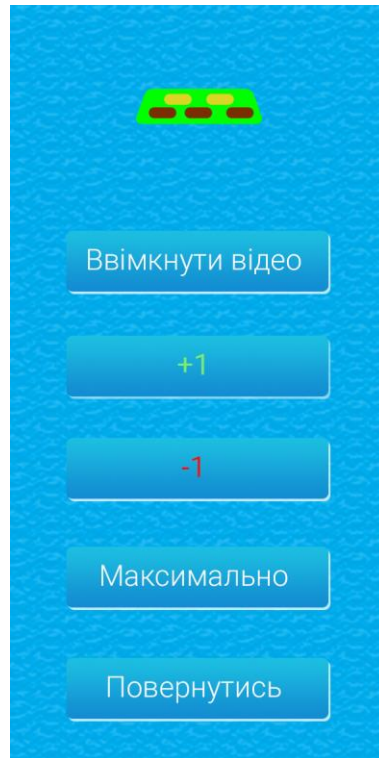 Ввімкнути відео
+1
-1
Максимально
Повернутись